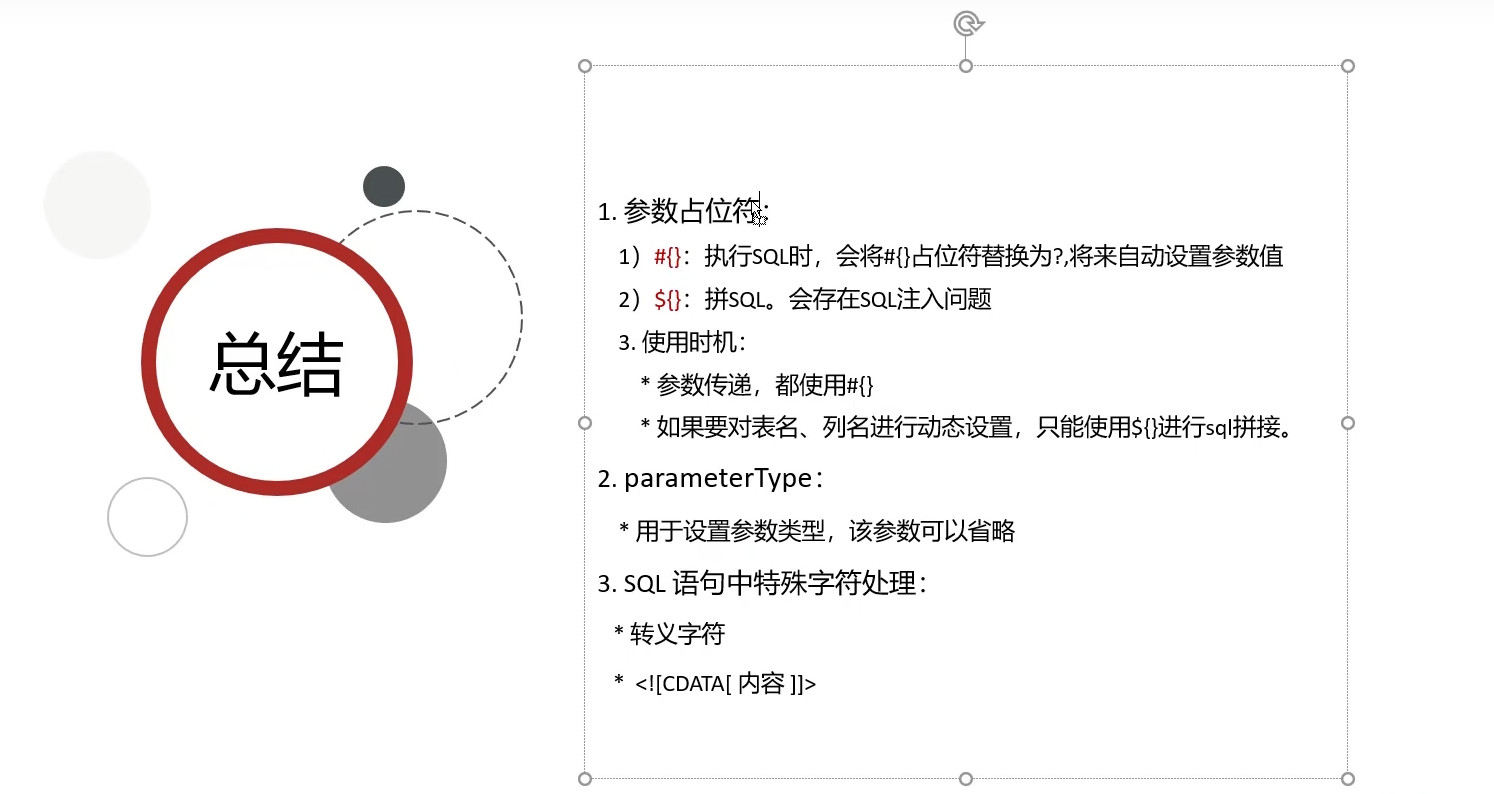 总结
1. 参数占位符：
1）#{}：执行SQL时，会将#{}占位符替换为?,将来自动设置参数值
2）${}：拼SQL。会存在SQL注入问题
3. 使用时机：
* 参数传递，都使用#{}
* 如果要对表名、列名进行动态设置，只能使用${}进行sql拼接。
2. parameterType：
* 用于设置参数类型，该参数可以省略
3. SQL 语句中特殊字符处理：
* 转义字符
* <![CDATA[ 内容 ]]>